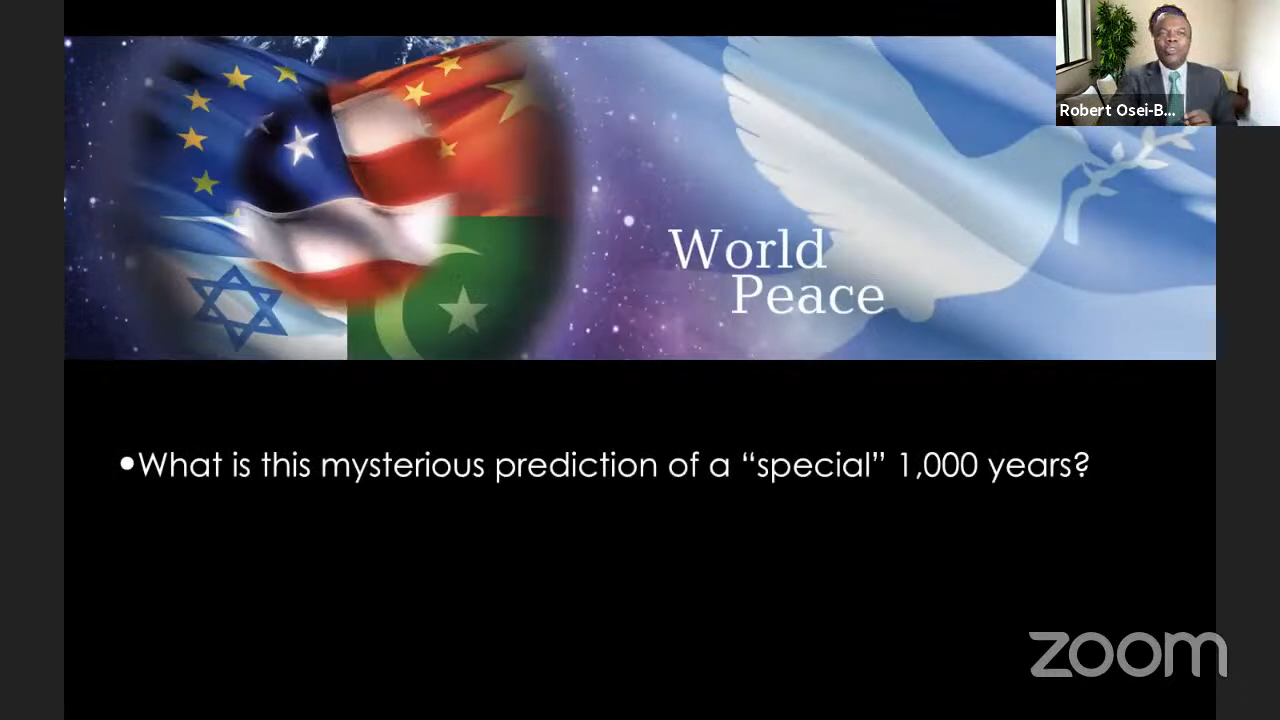 Robert Osei-B...
World
Peace
•What is this mysterious prediction of a “special” 1,000 years?
zoom